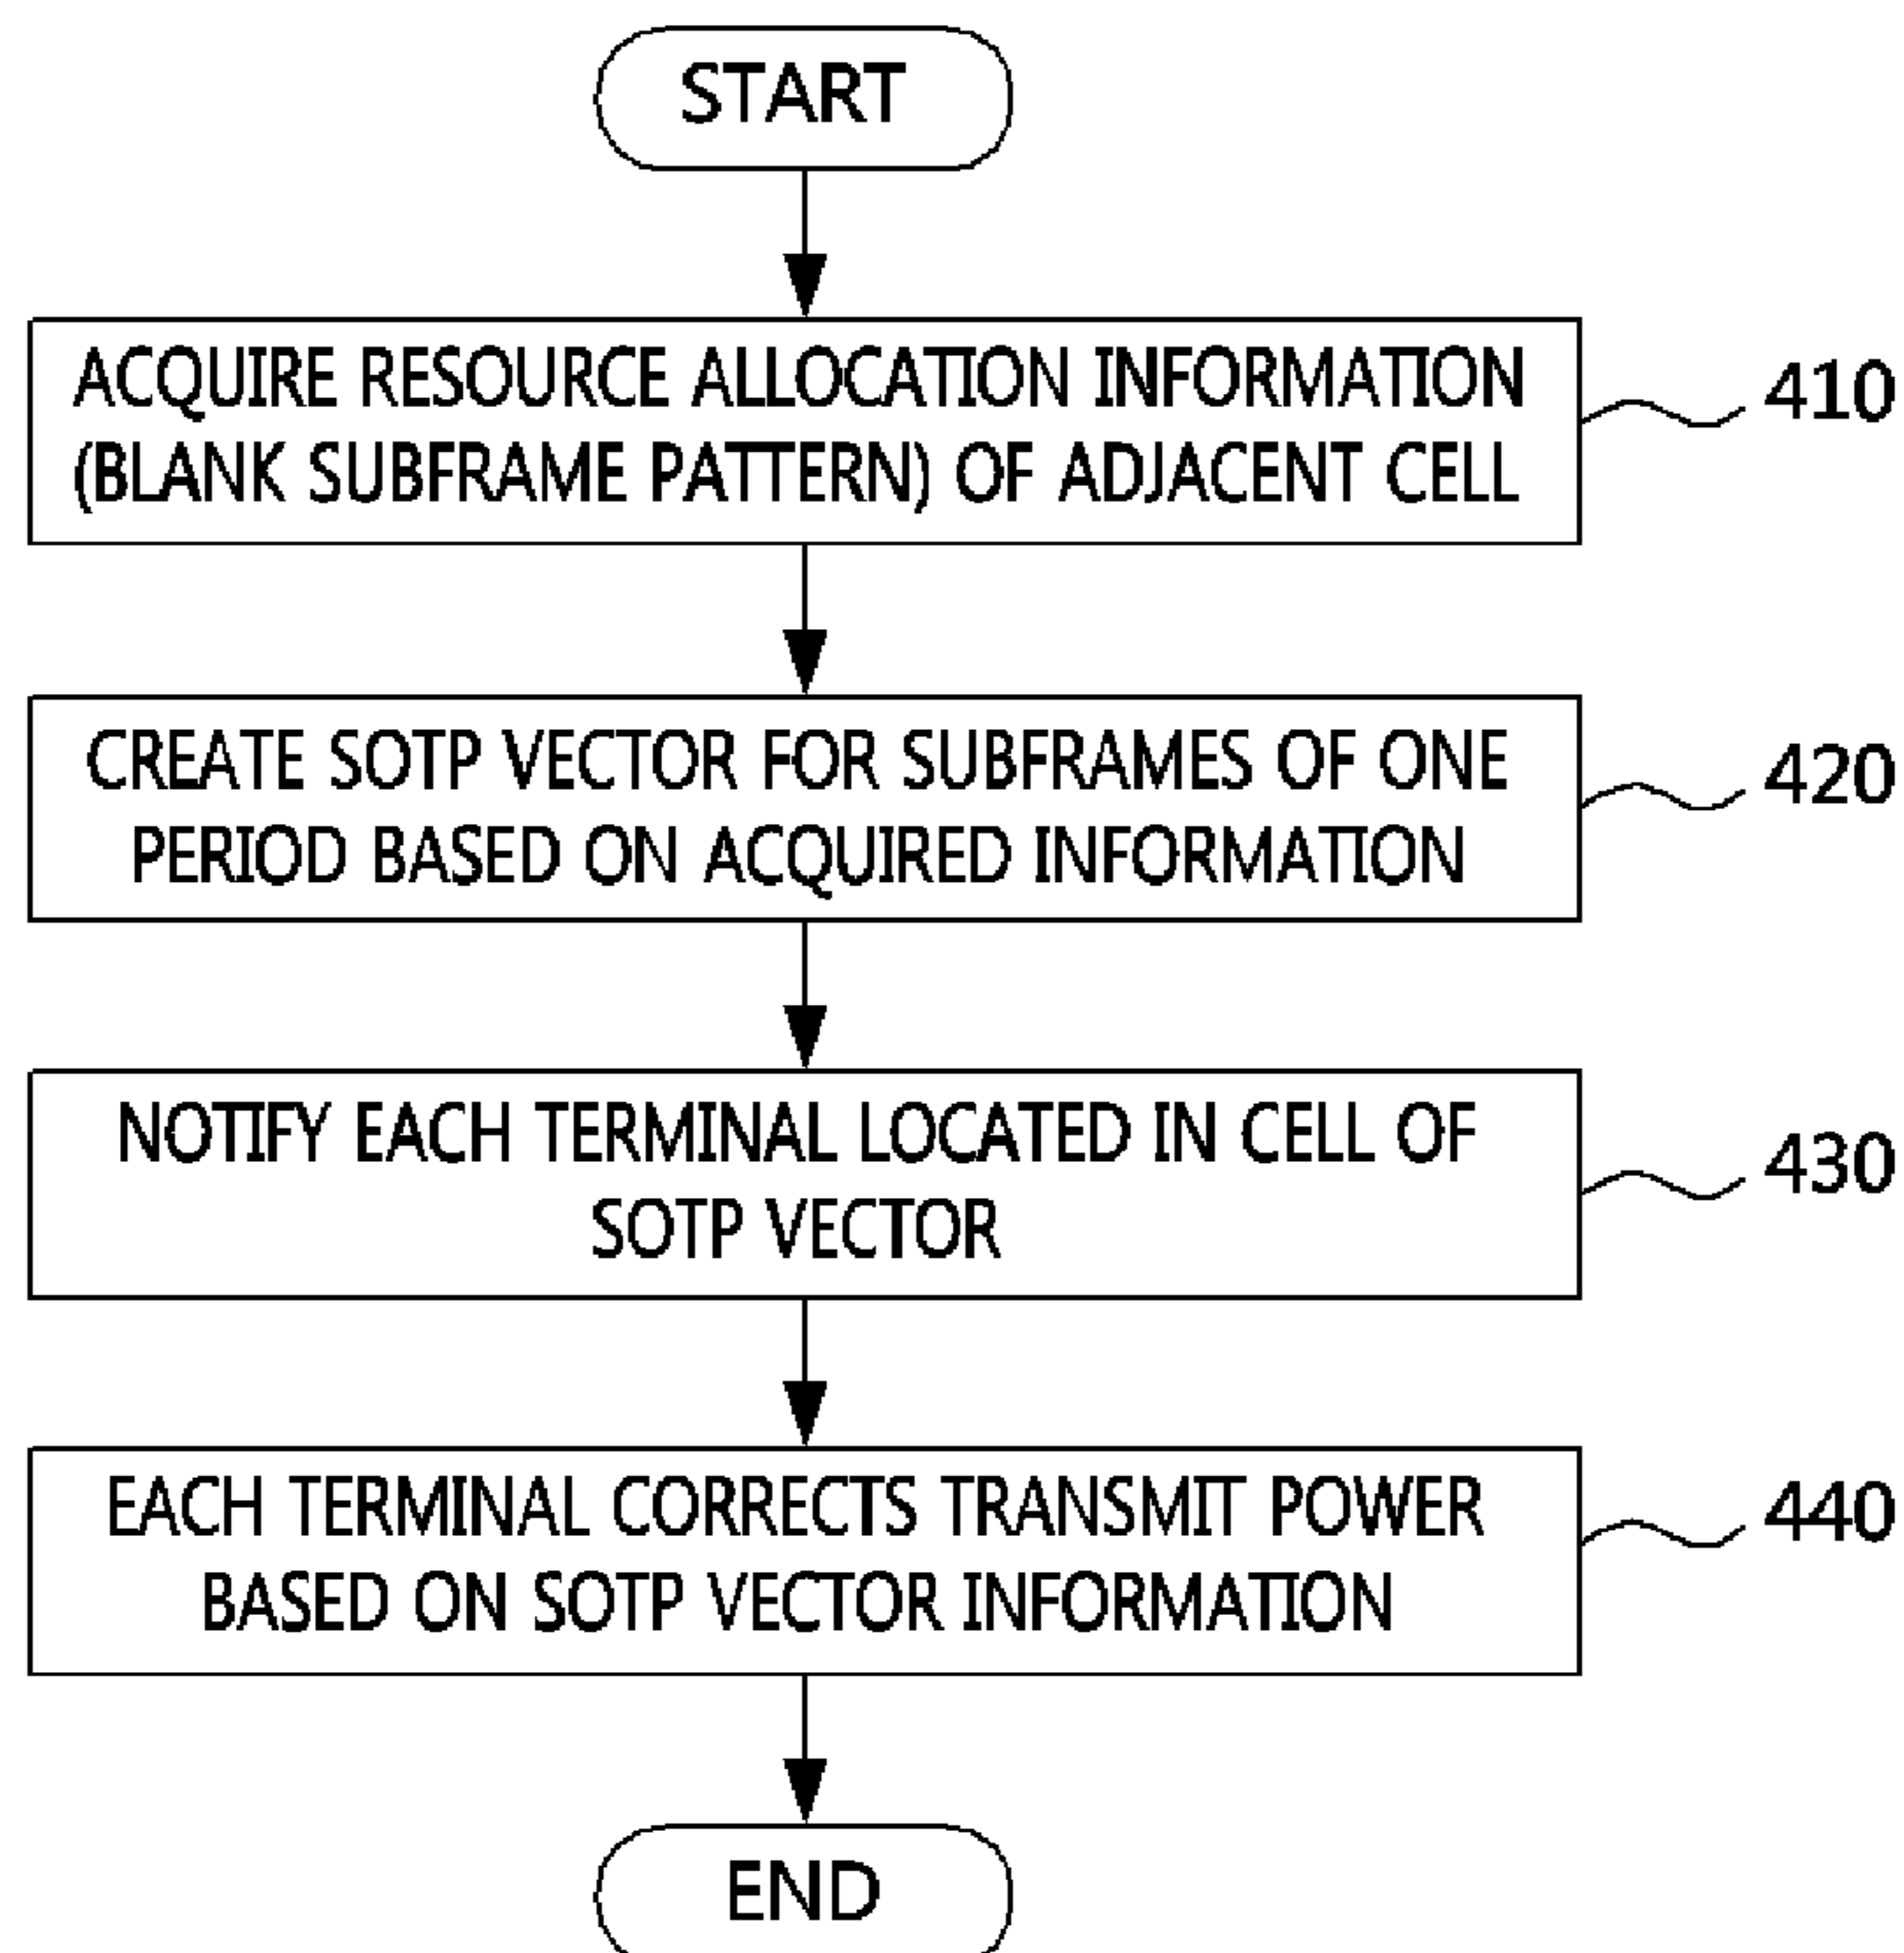 START
ACQUIRE RESOURCE ALLOCATION INFORMATION
(BLANK SUBFRAME PATTERN) OF ADJACENT CELL
410
CREATE SOTP VECTOR FOR SUBFRAMES OF ONE
PERIOD BASED ON ACQUIRED INFORMATION
420
NOTIFY EACH TERMINAL LOCATED IN CELL OF
SOTP VECTOR
430
EACH TERMINAL CORRECTS TRANSMIT POWER
BASED ON SOTP VECTOR INFORMATION
440
END